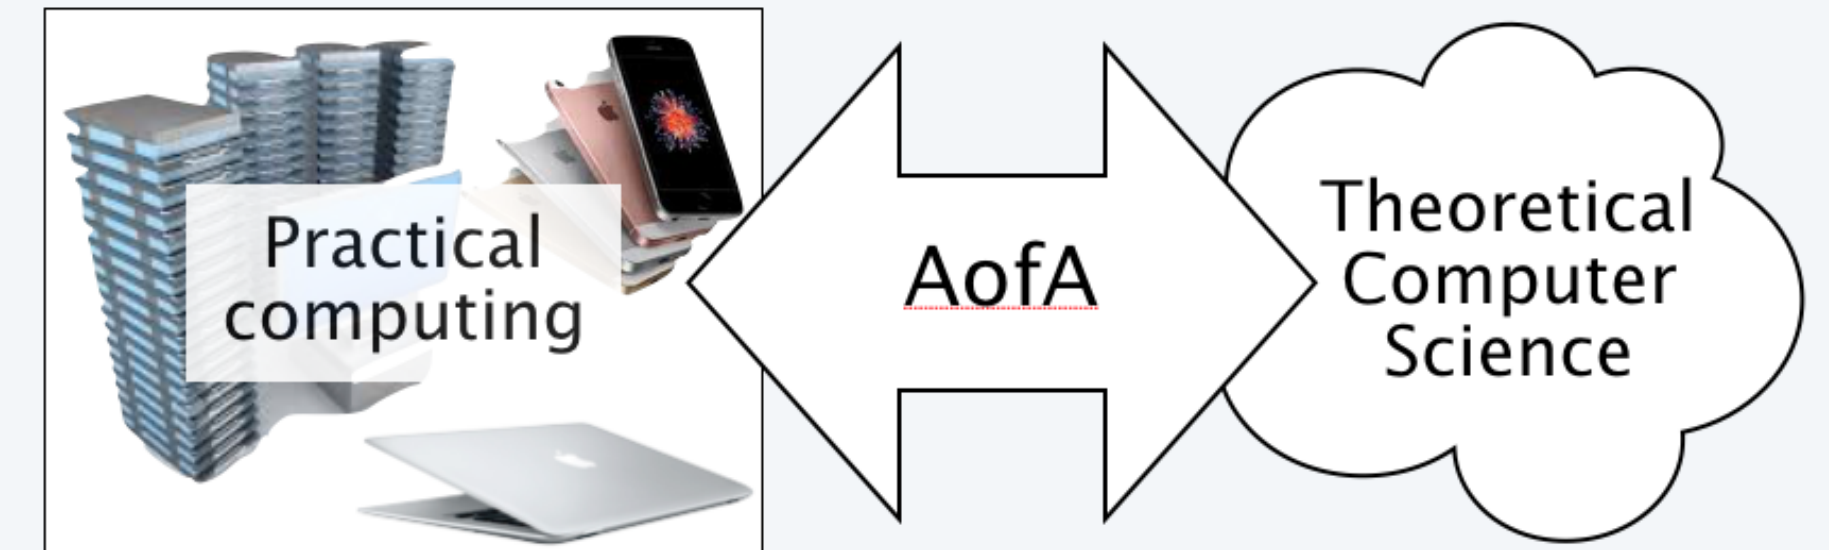 Practical
computing
AofA
Theoretical
Computer
Science